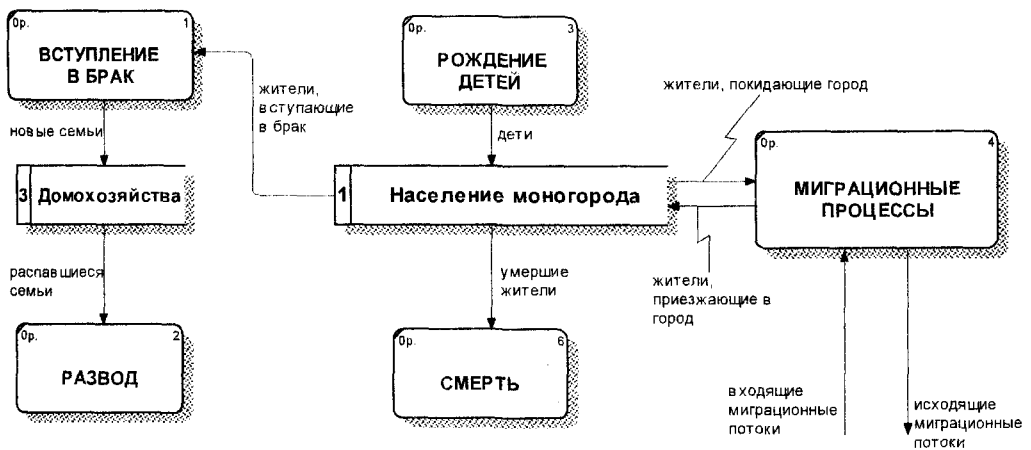 0р.
1
ВСТУПЛЕНИЕ
В БРАК
0р.
3
РОЖДЕНИЕ
ДЕТЕЙ
жители,
вступающие
в брак
жители, покидающие город
новые семьи
дети
0р.
4
МИГРАЦИОННЫЕ
ПРОЦЕССЫ
3 Домохозяйства
1 Население моногорода
распавшиеся
семьи
умершие
жители
жители,
приезжающие в
город
0р.
2
РАЗВОД
0р.
6
СМЕРТЬ
входящие
миграционные
потоки
исходящие
миграционные
потоки